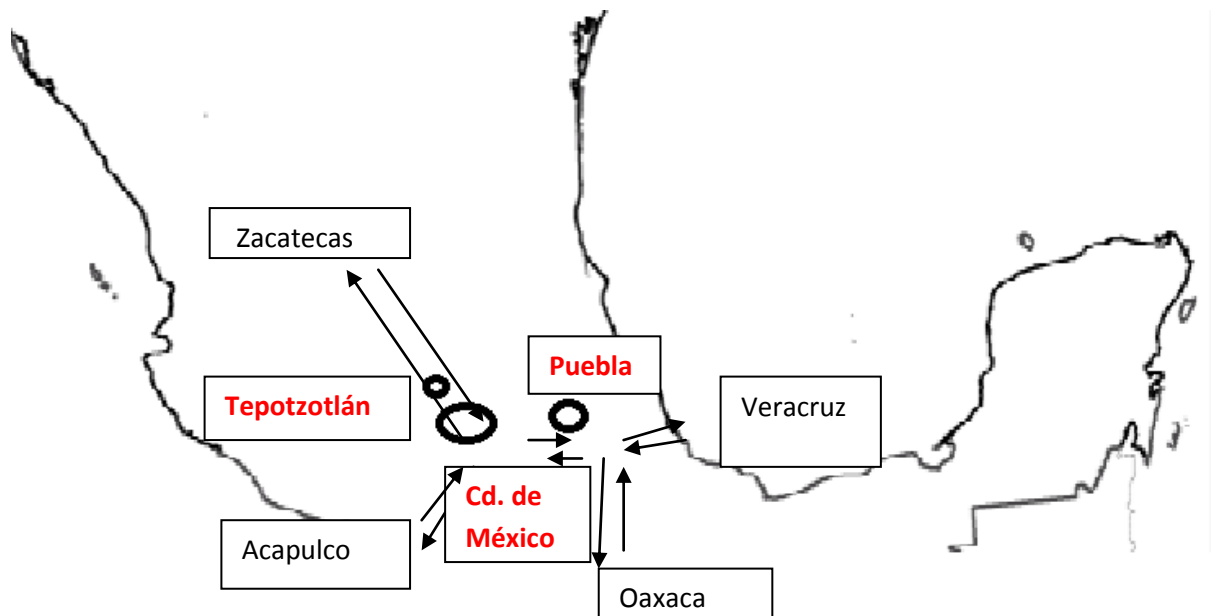 Zacatecas
Puebla
Tepotzotlán
Veracruz
Cd. de
México
Acapulco
Oaxaca